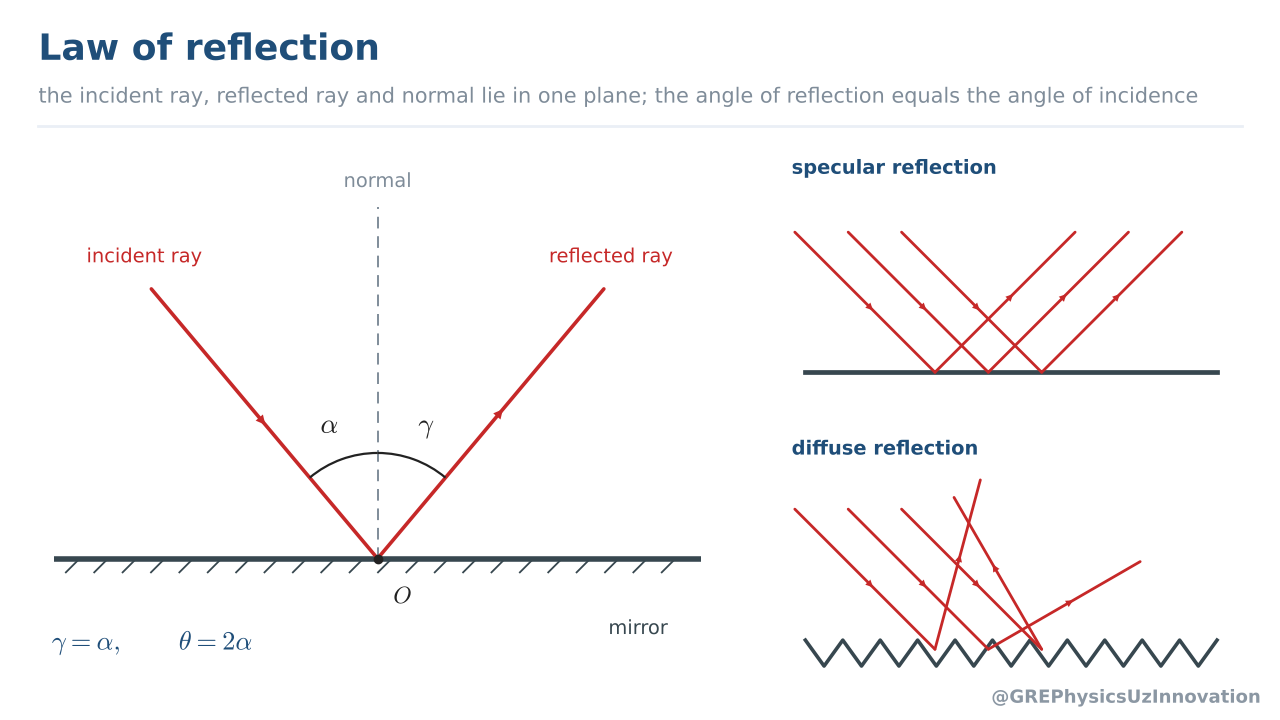 Law of reflection
the incident ray, reflected ray and normal lie in one plane; the angle of reflection equals the angle of incidence
normal
incident ray
reflected ray
α
γ
O
mirror
γ = α, θ = 2α
specular reflection
diffuse reflection
@GREPhysicsUzInnovation